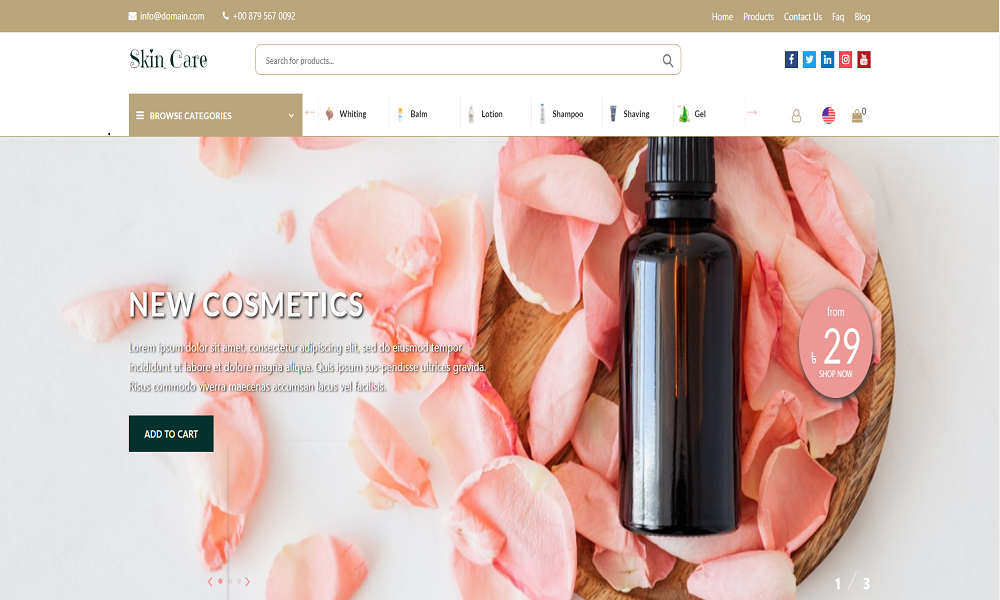 info@domain.com +00 879 567 0092 Home Products Contact Us Faq Blog
Skin Care Search for products...
BROWSE CATEGORIES Whiting Balm Lotion Shampoo Shaving Gel 0
NEW COSMETICS
Lorem ipsum dolor sit amet, consectetur adipiscing elit, sed do eiusmod tempor
incididunt ut labore et dolore magna aliqua. Quis ipsum sus-pendisse ultrices gravida.
Risus commodo viverra maecenas accumsan lacus vel facilisis.
ADD TO CART
from
৳ 29
SHOP NOW
1 / 3